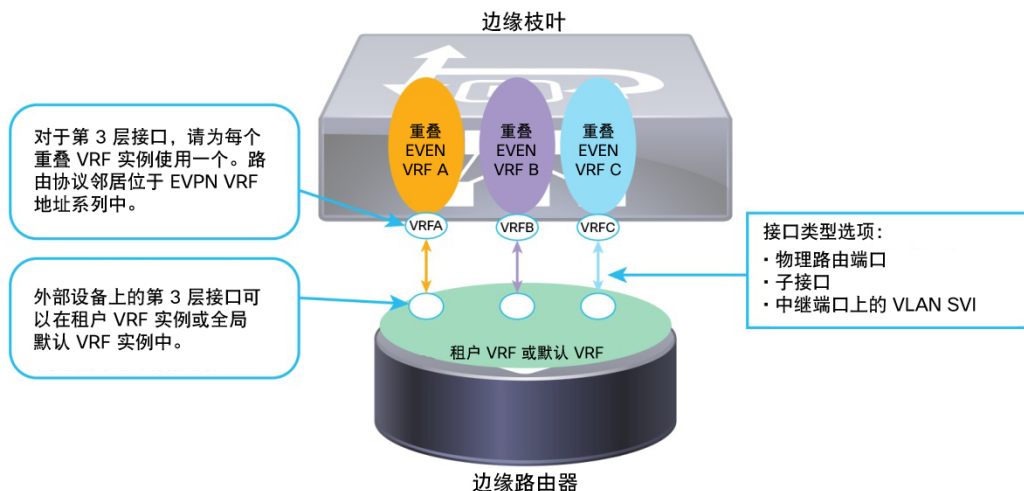 边缘枝叶
对于第 3 层接口，请为每个
重叠 VRF 实例使用一个。路
由协议邻居位于 EVPN VRF
地址系列中。
重叠
EVEN
VRF A
重叠
EVEN
VRF B
重叠
EVEN
VRF C
VRFA
VRFB
VRFC
接口类型选项：
· 物理路由端口
· 子接口
· 中继端口上的 VLAN SVI
外部设备上的第 3 层接口可
以在租户 VRF 实例或全局
默认 VRF 实例中。
租户 VRF 或默认 VRF
边缘路由器